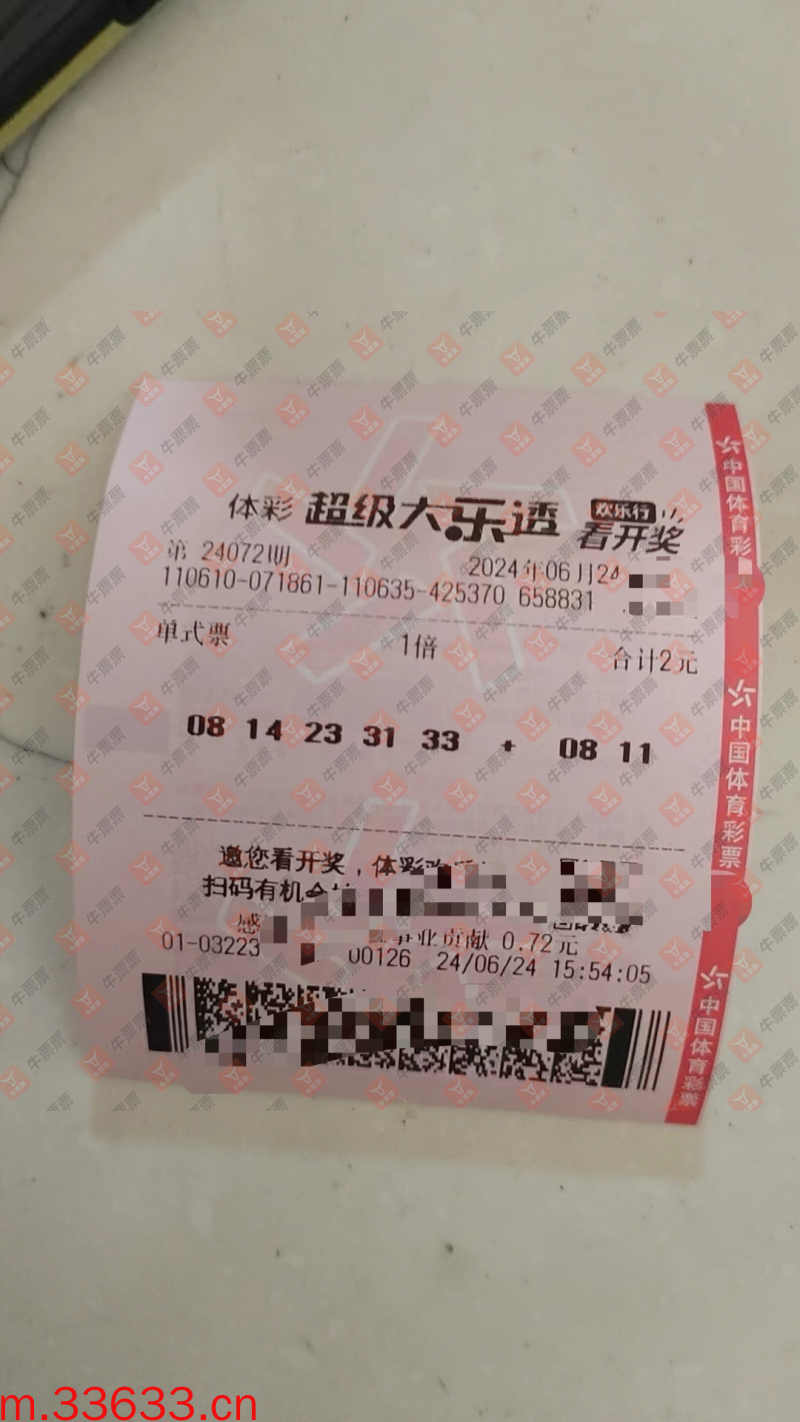 体彩 超级大乐透 欢乐行 看开奖
第 24072期 2024年06月24
110610-071861-110635-425370 658831
单式票 1倍 合计2元
08 14 23 31 33 + 08 11
邀您看开奖，体彩
扫码有机会
感 事业贡献 0.72元
01-03223 00126 24/06/24 15:54:05
中国体育彩
中国体育彩票
中国体育彩票
牛票票
m.33633.cn